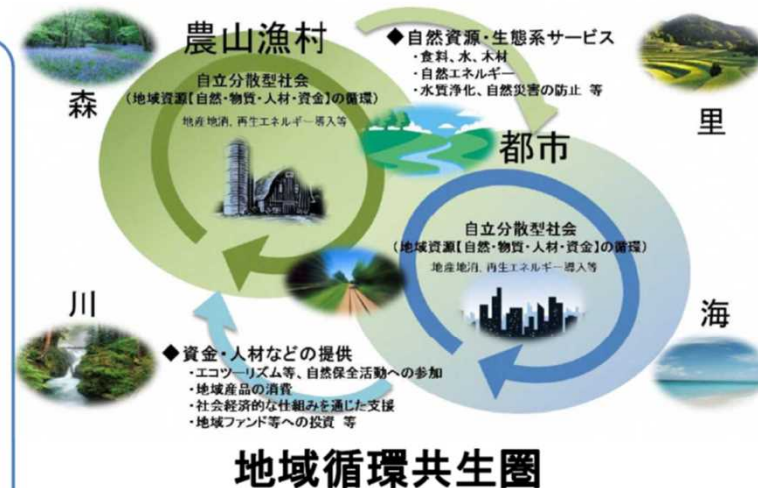 農山漁村
自立分散型社会
(地域資源【自然・物質・人材・資金】の循環)
地産地消、再生エネルギー導入等
◆自然資源・生態系サービス
・食料、水、木材
・自然エネルギー
・水質浄化、自然災害の防止 等
森
里
都市
自立分散型社会
(地域資源【自然・物質・人材・資金】の循環)
地産地消、再生エネルギー導入等
川
海
◆資金・人材などの提供
・エコツーリズム等、自然保全活動への参加
・地域産品の消費
・社会経済的な仕組みを通じた支援
・地域ファンド等への投資 等
地域循環共生圏